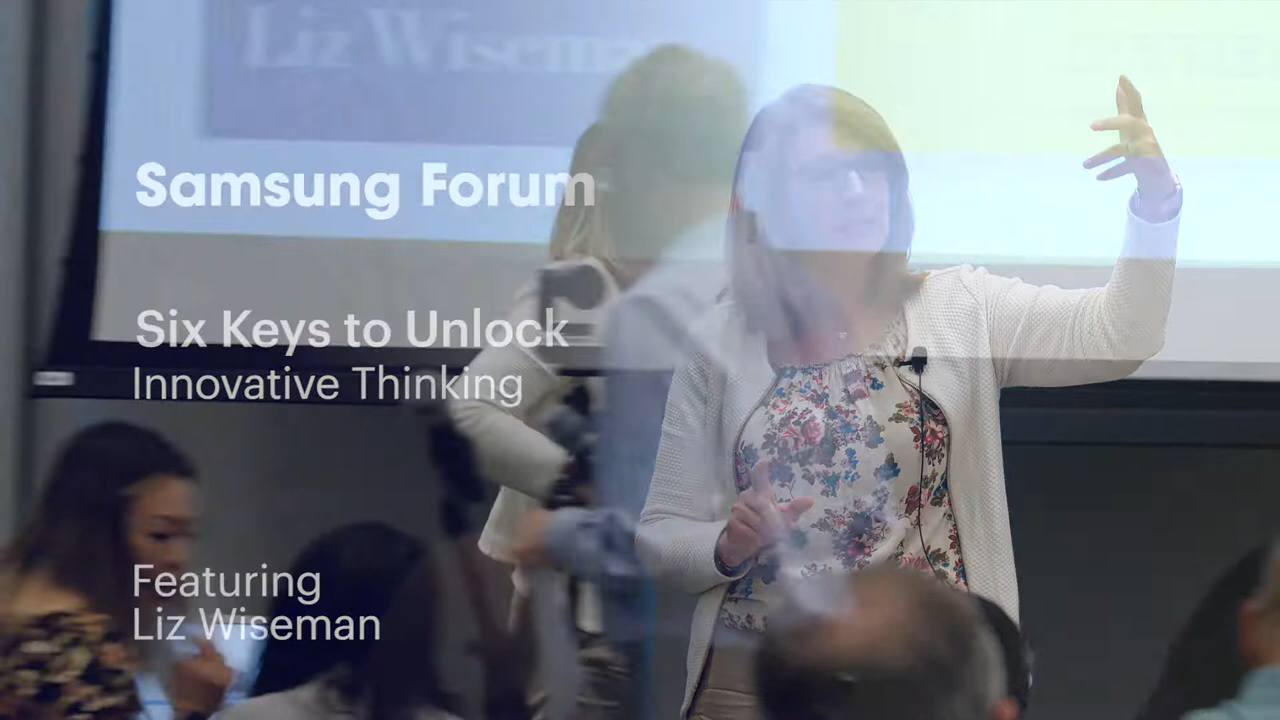 Liz Wiseman
Samsung Forum
Six Keys to Unlock
Innovative Thinking
Featuring
Liz Wiseman